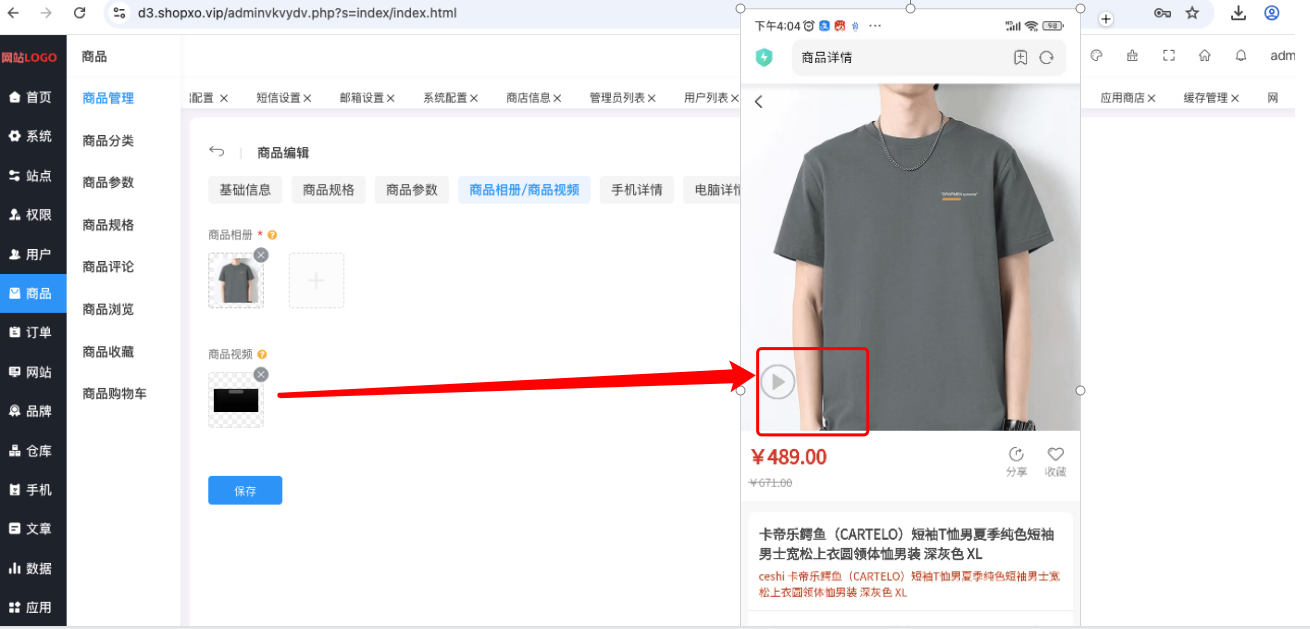 d3.shopxo.vip/adminvkvydv.php?s=index/index.html
网站LOGO
首页
系统
站点
权限
用户
商品
订单
网站
品牌
仓库
手机
文章
数据
应用
商品
商品管理
商品分类
商品参数
商品规格
商品评论
商品浏览
商品收藏
商品购物车
配置 短信设置 邮箱设置 系统配置 商店信息 管理员列表 用户列表
商品编辑
基础信息 商品规格 商品参数 商品相册/商品视频 手机详情 电脑详情
商品相册 *
商品视频
保存
下午4:04
商品详情
¥489.00
分享 收藏
¥671.00
卡帝乐鳄鱼（CARTELO）短袖T恤男夏季纯色短袖
男士宽松上衣圆领体恤男装 深灰色 XL
ceshi 卡帝乐鳄鱼（CARTELO）短袖T恤男夏季纯色短袖男士宽
松上衣圆领体恤男装 深灰色 XL
adm
应用商店 缓存管理 网